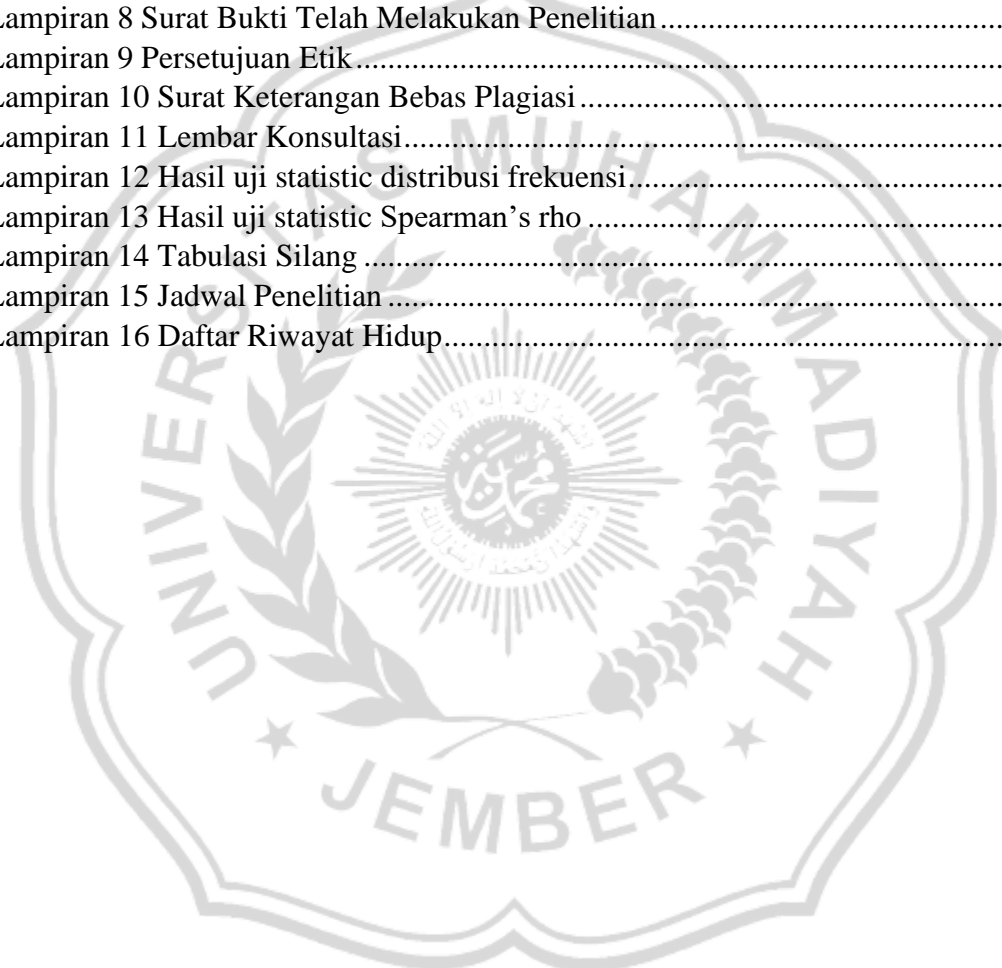 Lampiran 8 Surat Bukti Telah Melakukan Penelitian................................................
Lampiran 9 Persetujuan Etik................................................
Lampiran 10 Surat Keterangan Bebas Plagiasi................................................
Lampiran 11 Lembar Konsultasi................................................
Lampiran 12 Hasil uji statistic distribusi frekuensi................................................
Lampiran 13 Hasil uji statistic Spearman’s rho................................................
Lampiran 14 Tabulasi Silang................................................
Lampiran 15 Jadwal Penelitian................................................
Lampiran 16 Daftar Riwayat Hidup................................................
UNIVERSITAS MUHAMMADIYAH
JEMBER